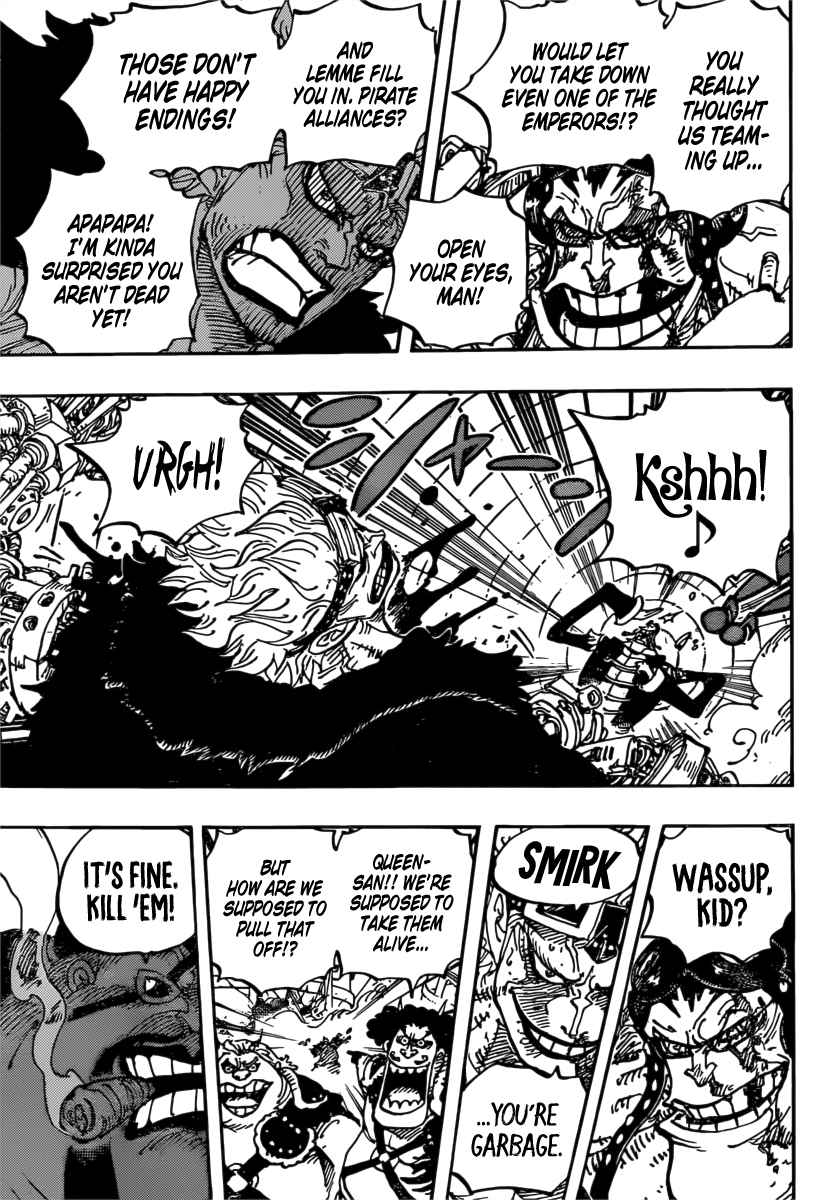 YOU
REALLY
THOUGHT
US TEAM-
ING UP...
WOULD LET
YOU TAKE DOWN
EVEN ONE OF THE
EMPERORS!?
OPEN
YOUR EYES,
MAN!
AND
LEMME FILL
YOU IN. PIRATE
ALLIANCES?
THOSE DON'T
HAVE HAPPY
ENDINGS!
APAPAPA!
I'M KINDA
SURPRISED YOU
AREN'T DEAD
YET!
Kshhh!
URGH!
WASSUP,
KID?
SMIRK
...YOU'RE
GARBAGE.
QUEEN-
SAN!! WE'RE
SUPPOSED TO
TAKE THEM
ALIVE...
BUT
HOW ARE WE
SUPPOSED TO
PULL THAT
OFF!?
IT'S FINE.
KILL 'EM!